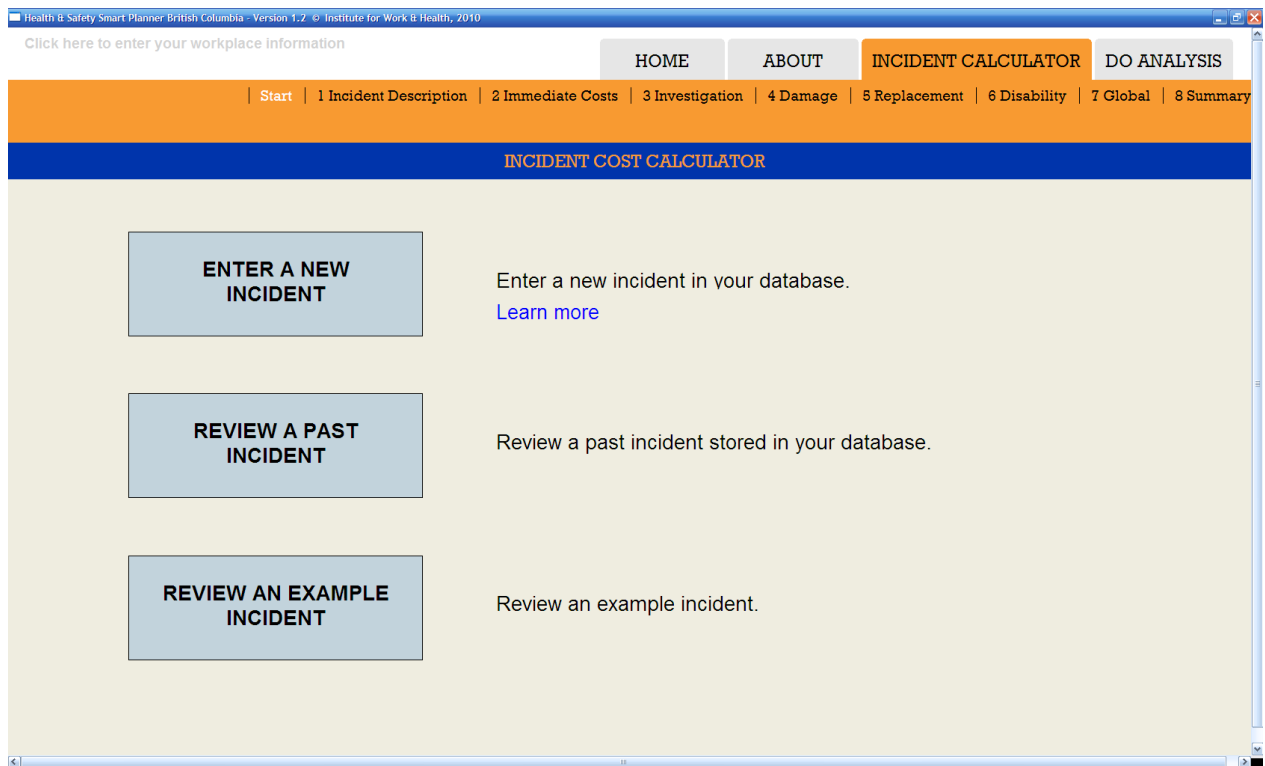 Health & Safety Smart Planner British Columbia - Version 1.2 © Institute for Work & Health, 2010
Click here to enter your workplace information
HOME ABOUT INCIDENT CALCULATOR DO ANALYSIS
| Start | 1 Incident Description | 2 Immediate Costs | 3 Investigation | 4 Damage | 5 Replacement | 6 Disability | 7 Global | 8 Summary
INCIDENT COST CALCULATOR
ENTER A NEW
INCIDENT
Enter a new incident in your database.
Learn more
REVIEW A PAST
INCIDENT
Review a past incident stored in your database.
REVIEW AN EXAMPLE
INCIDENT
Review an example incident.